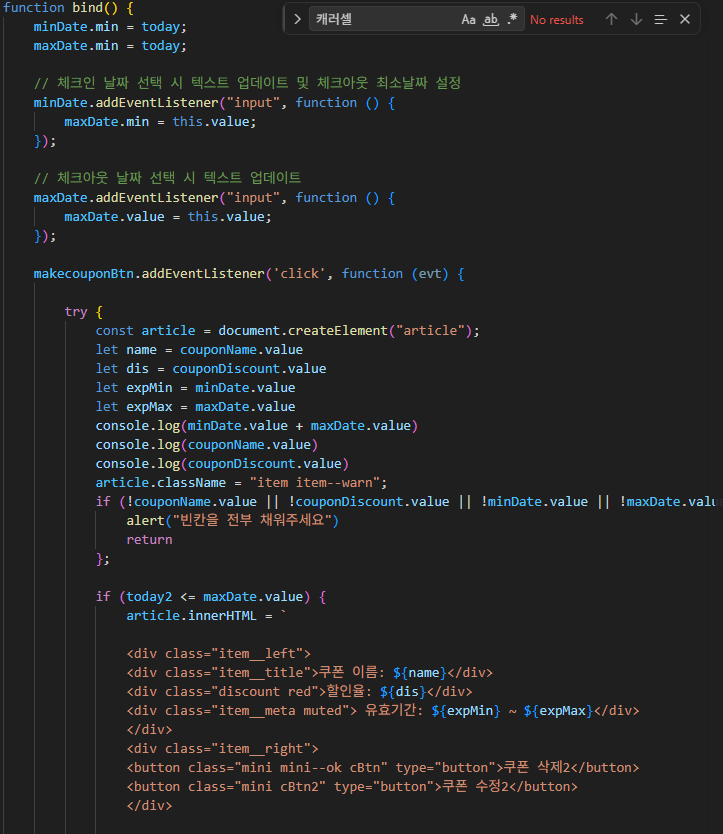 function bind() {
캐러셀 Aa ab .* No results
minDate.min = today;
maxDate.min = today;
// 체크인 날짜 선택 시 텍스트 업데이트 및 체크아웃 최소날짜 설정
minDate.addEventListener("input", function () {
maxDate.min = this.value;
});
// 체크아웃 날짜 선택 시 텍스트 업데이트
maxDate.addEventListener("input", function () {
maxDate.value = this.value;
});
makecouponBtn.addEventListener('click', function (evt) {
try {
const article = document.createElement("article");
let name = couponName.value
let dis = couponDiscount.value
let expMin = minDate.value
let expMax = maxDate.value
console.log(minDate.value + maxDate.value)
console.log(couponName.value)
console.log(couponDiscount.value)
article.className = "item item--warn";
if (!couponName.value || !couponDiscount.value || !minDate.value || !maxDate.valu
alert("빈칸을 전부 채워주세요")
return
};
if (today2 <= maxDate.value) {
article.innerHTML = `
<div class="item__left">
<div class="item__title">쿠폰 이름: ${name}</div>
<div class="discount red">할인율: ${dis}</div>
<div class="item__meta muted"> 유효기간: ${expMin} ~ ${expMax}</div>
</div>
<div class="item__right">
<button class="mini mini--ok cBtn" type="button">쿠폰 삭제2</button>
<button class="mini cBtn2" type="button">쿠폰 수정2</button>
</div>